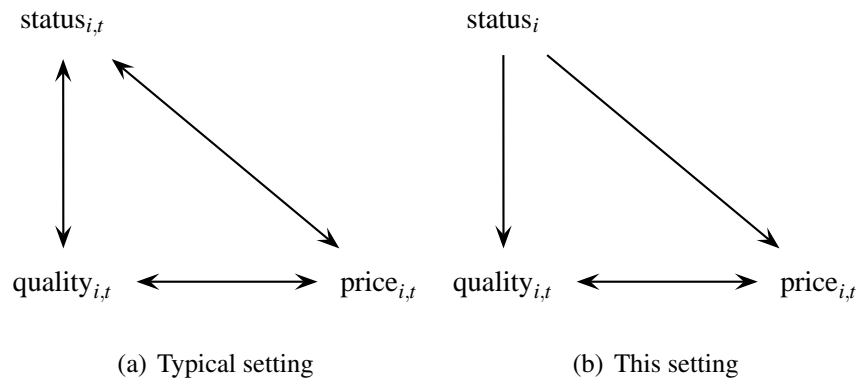 status_{i,t} status_i
quality_{i,t} price_{i,t} quality_{i,t} price_{i,t}
(a) Typical setting (b) This setting